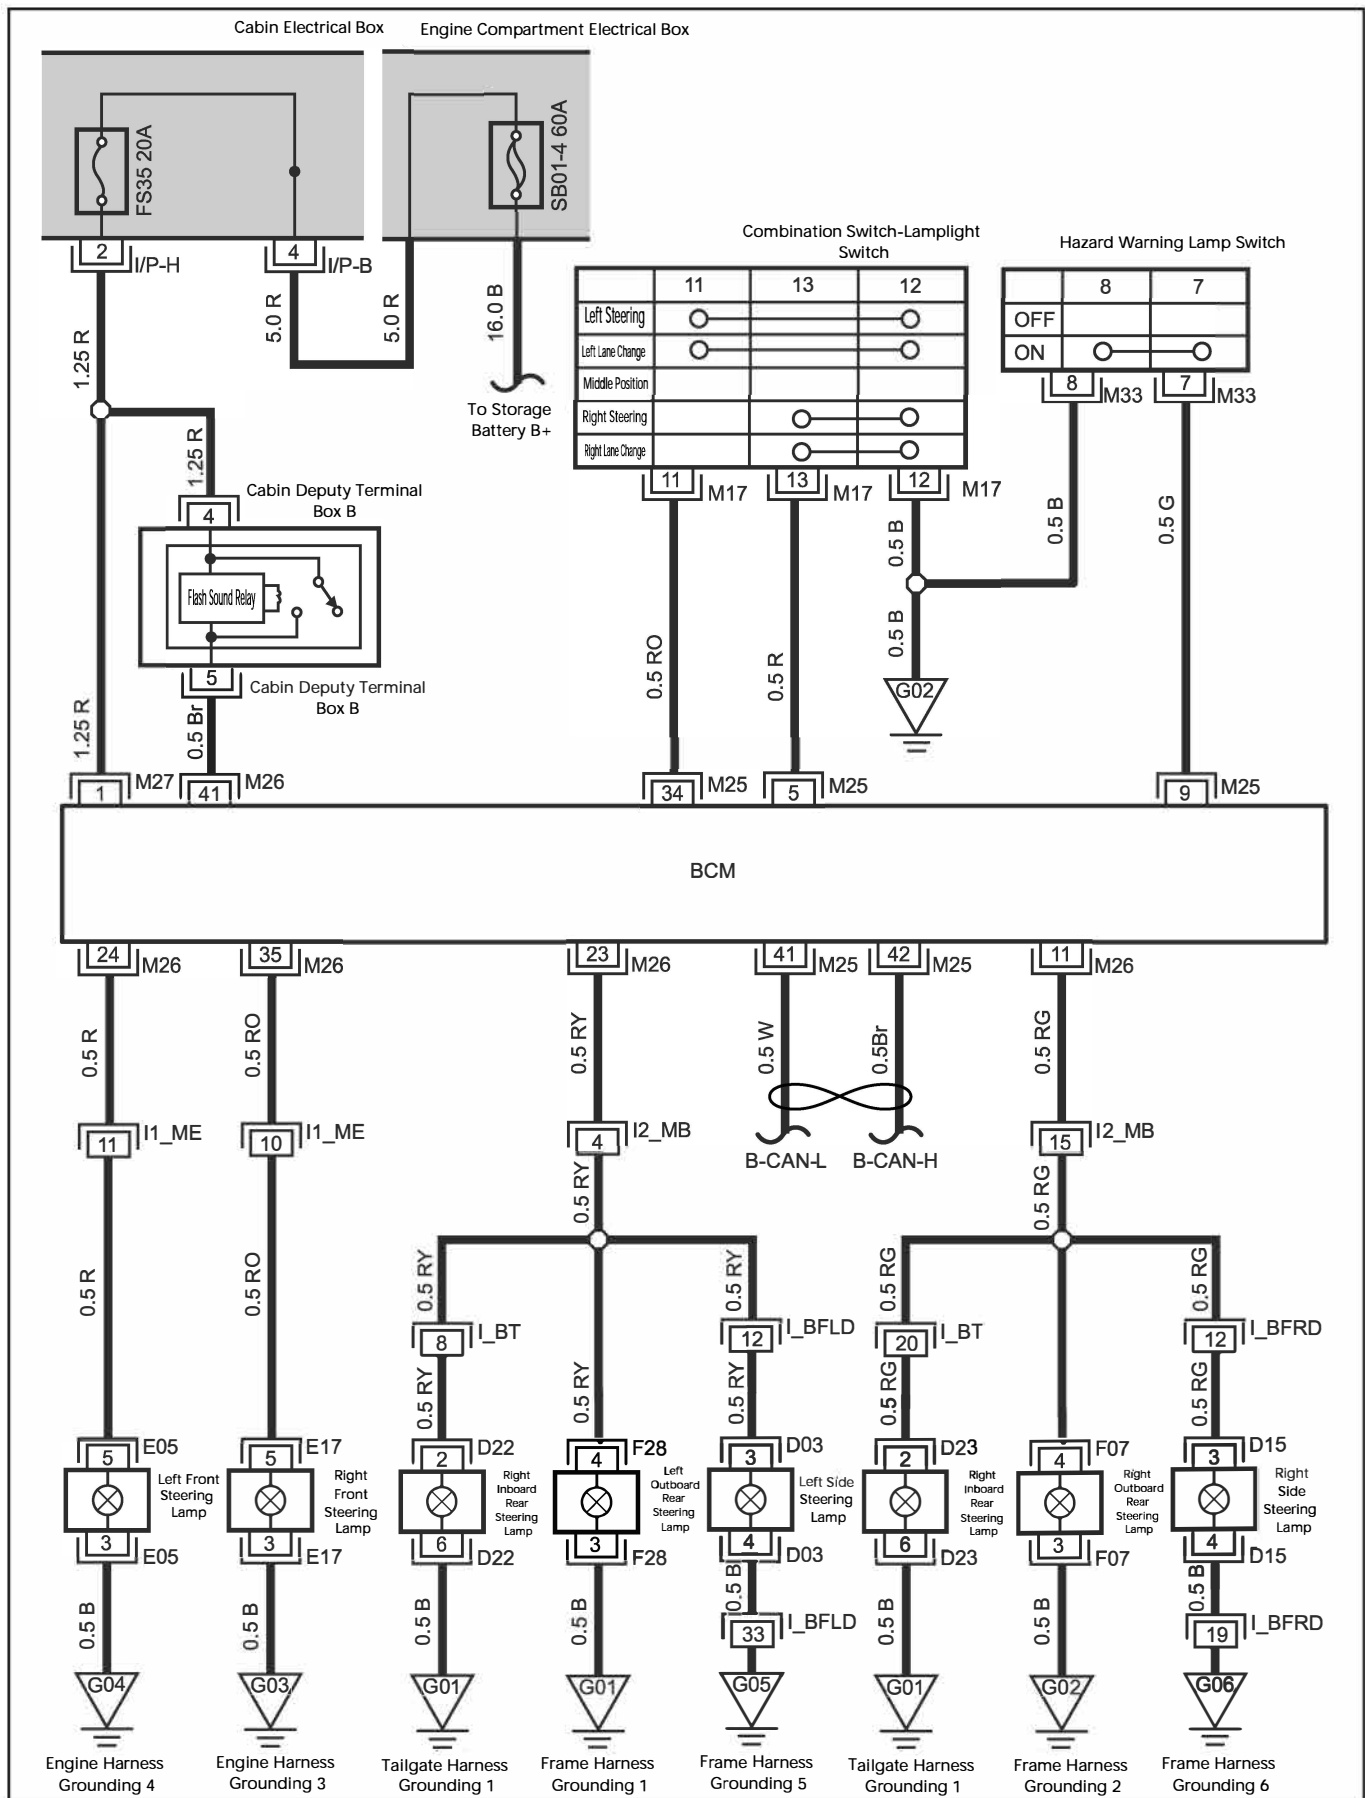 Cabin Electrical Box
Engine Compartment Electrical Box
FS35 20A
SB01-4 60A
2 I/P-H
4 I/P-B
1.25 R
5.0 R
5.0 R
16.0 B
To Storage
Battery B+
Combination Switch-Lamplight
Switch
11 13 12
Left Steering
Left Lane Change
Middle Position
Right Steering
Right Lane Change
Hazard Warning Lamp Switch
8 7
OFF
ON
8 M33
7 M33
11 M17
13 M17
12 M17
1.25 R
Cabin Deputy Terminal
Box B
4
Flash Sound Relay
5
Cabin Deputy Terminal
Box B
0.5 B
0.5 B
0.5 G
0.5 RO
0.5 R
0.5 B
G02
1.25 R
0.5 Br
1 M27
41 M26
34 M25
5 M25
9 M25
BCM
24 M26
35 M26
23 M26
41 M25
42 M25
11 M26
0.5 R
0.5 RO
0.5 RY
0.5 W
0.5Br
0.5 RG
11 I1_ME
10 I1_ME
4 I2_MB
B-CAN-L
B-CAN-H
15 I2_MB
0.5 RY
0.5 RG
0.5 R
0.5 RO
0.5 RY
0.5 RY
0.5 RG
0.5 RG
8 I_BT
12 I_BFLD
20 I_BT
12 I_BFRD
0.5 RY
0.5 RY
0.5 RY
0.5 RG
0.5 RG
5 E05
5 E17
2 D22
4 F28
3 D03
2 D23
4 F07
3 D15
Left Front
Steering
Lamp
Right
Front
Steering
Lamp
Right
Inboard
Rear
Steering
Lamp
Left
Outboard
Rear
Steering
Lamp
Left Side
Steering
Lamp
Right
Inboard
Rear
Steering
Lamp
Right
Outboard
Rear
Steering
Lamp
Right
Side
Steering
Lamp
3 E05
3 E17
6 D22
3 F28
4 D03
6 D23
3 F07
4 D15
0.5 B
0.5 B
0.5 B
0.5 B
0.5 B
0.5 B
0.5 B
0.5 B
33 I_BFLD
19 I_BFRD
G04
G03
G01
G01
G05
G01
G02
G06
Engine Harness
Grounding 4
Engine Harness
Grounding 3
Tailgate Harness
Grounding 1
Frame Harness
Grounding 1
Frame Harness
Grounding 5
Tailgate Harness
Grounding 1
Frame Harness
Grounding 2
Frame Harness
Grounding 6